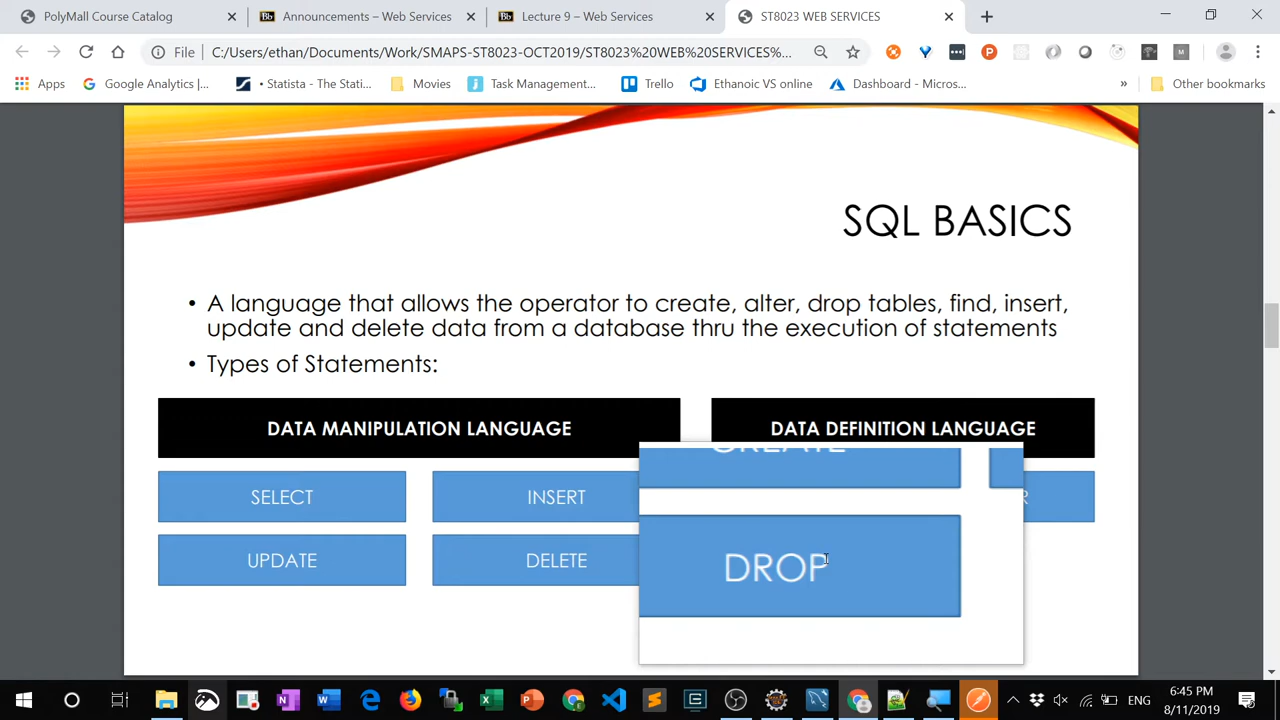 PolyMall Course Catalog
Announcements – Web Services
Lecture 9 – Web Services
ST8023 WEB SERVICES
File
C:/Users/ethan/Documents/Work/SMAPS-ST8023-OCT2019/ST8023%20WEB%20SERVICES%...
Apps
Google Analytics |...
• Statista - The Stati...
Movies
Task Management...
Trello
Ethanoic VS online
Dashboard - Micros...
»
Other bookmarks
SQL BASICS
• A language that allows the operator to create, alter, drop tables, find, insert,
update and delete data from a database thru the execution of statements
• Types of Statements:
DATA MANIPULATION LANGUAGE
DATA DEFINITION LANGUAGE
CREATE
SELECT
INSERT
R
UPDATE
DELETE
DROP
ENG
6:45 PM
8/11/2019